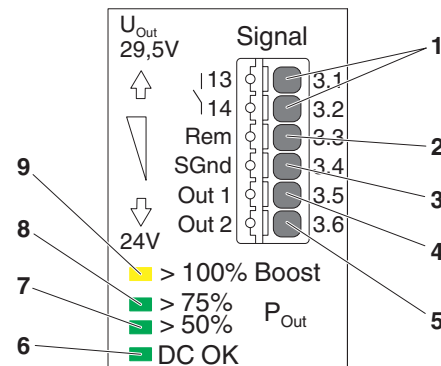 U_Out Signal
29,5V
1
13 3.1
14 3.2
Rem 3.3 2
SGnd 3.4
3
Out 1 3.5
Out 2 3.6
4
24V
9
8
7
6
5
> 100% Boost
> 75%
> 50% P_Out
DC OK